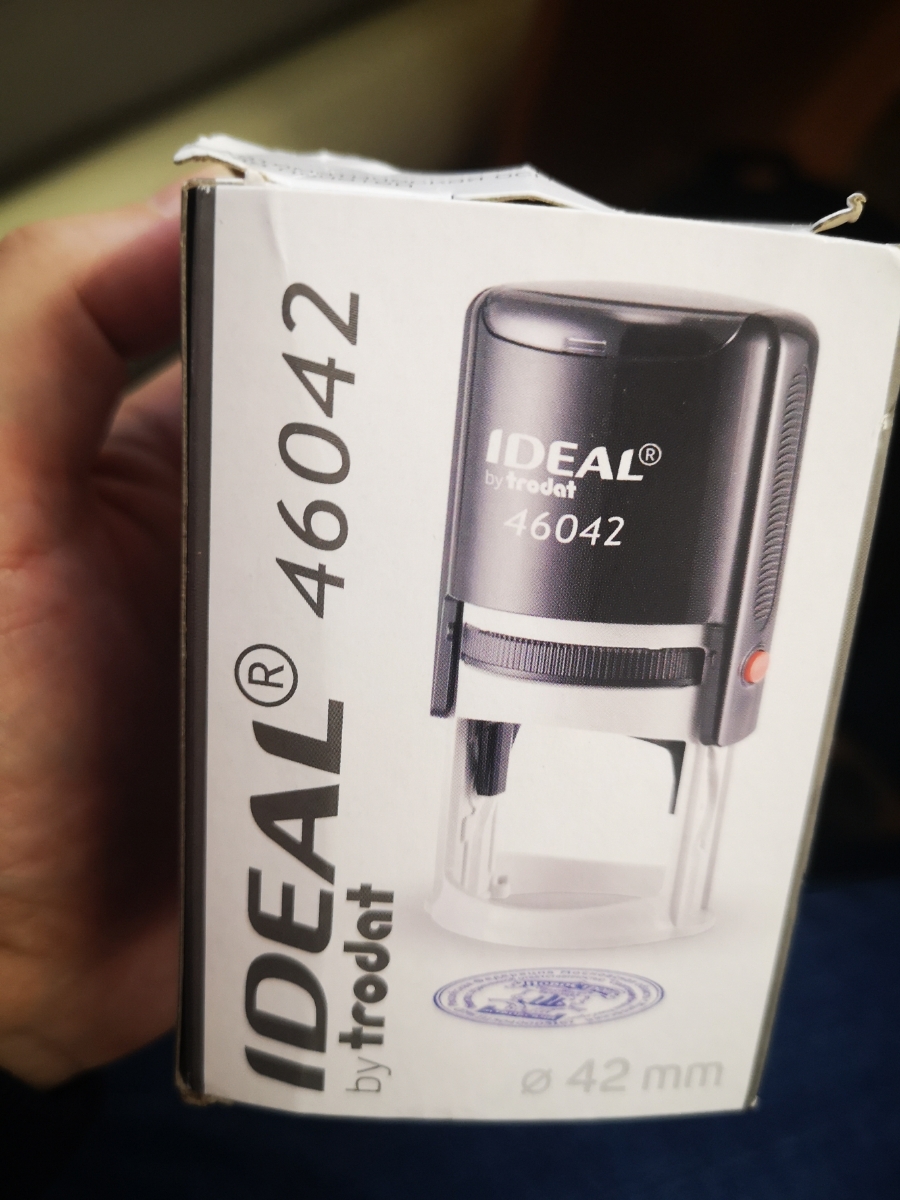 IDEAL® 46042
by trodat
IDEAL®
by trodat
46042
ø 42 mm